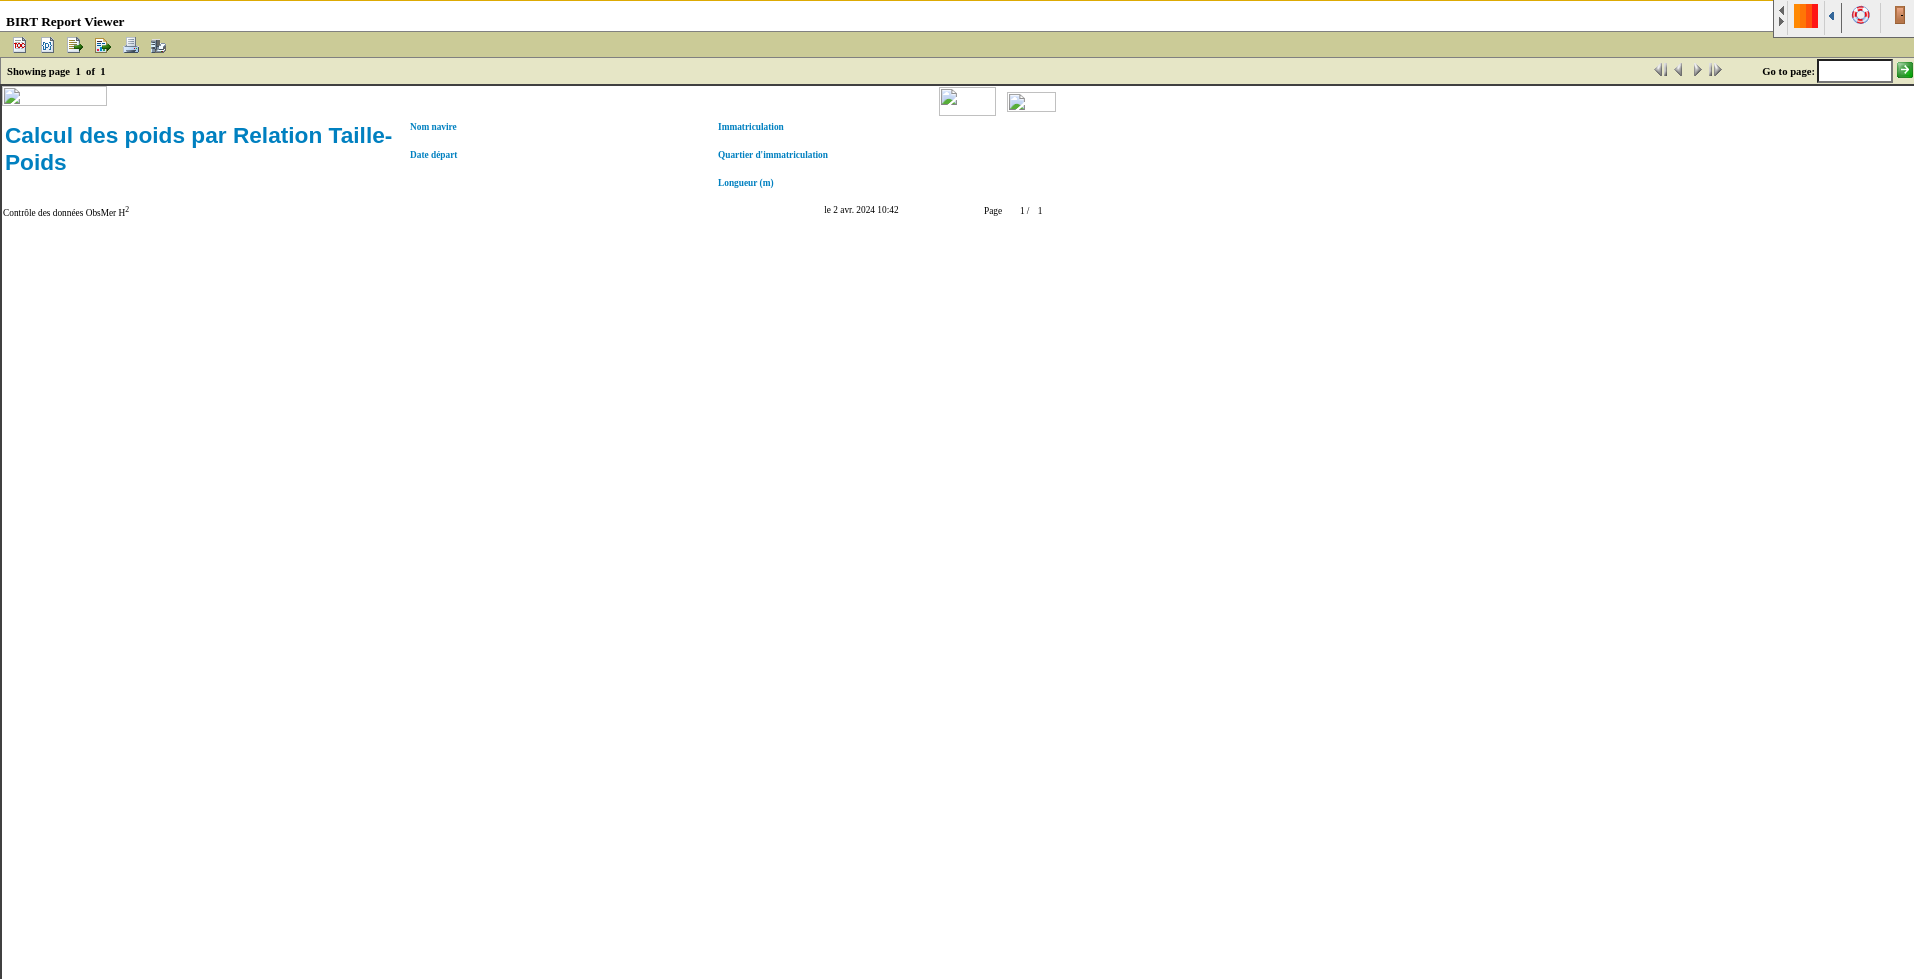 BIRT Report Viewer
Showing page 1 of 1
Go to page:
Calcul des poids par Relation Taille-
Poids
Nom navire
Immatriculation
Date départ
Quartier d'immatriculation
Longueur (m)
Contrôle des données ObsMer H²
le 2 avr. 2024 10:42
Page 1 / 1